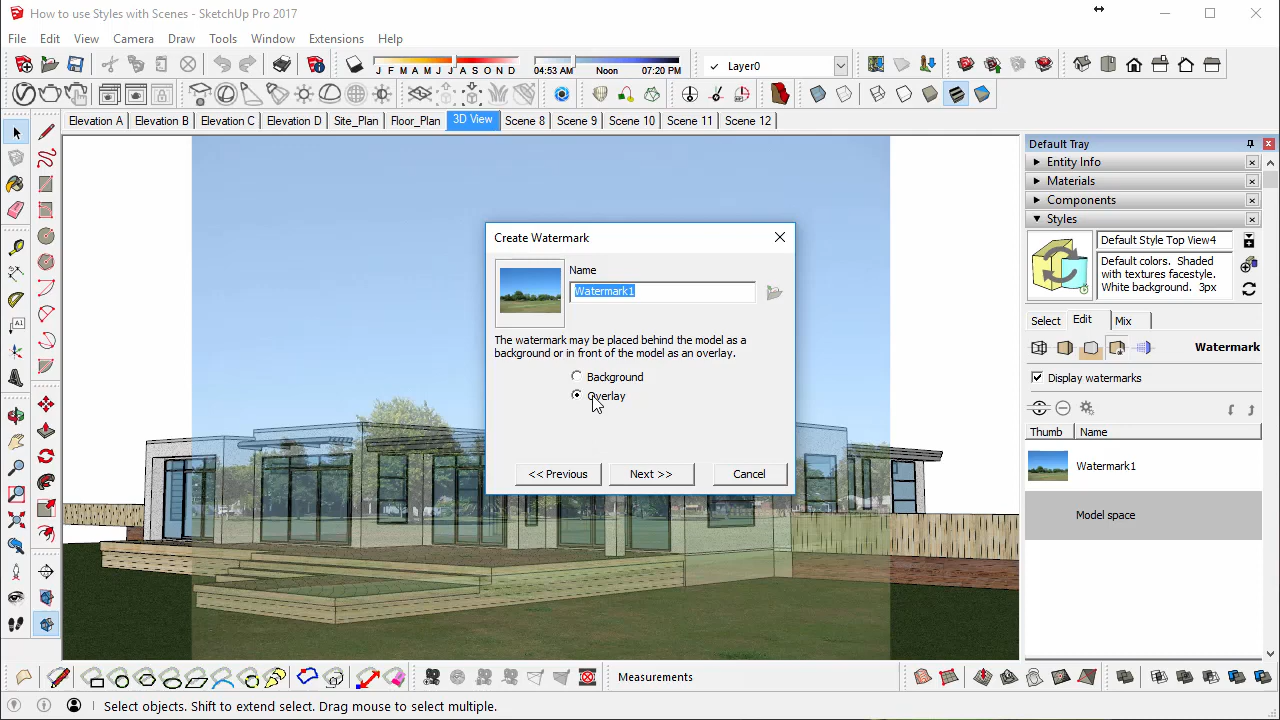 How to use Styles with Scenes - SketchUp Pro 2017
File Edit View Camera Draw Tools Window Extensions Help
J F M A M J J A S O N D
04:53 AM Noon 07:20 PM
Layer0
Elevation A Elevation B Elevation C Elevation D Site_Plan Floor_Plan 3D View Scene 8 Scene 9 Scene 10 Scene 11 Scene 12
Default Tray
Entity Info
Materials
Components
Styles
Default Style Top View4
Default colors. Shaded
with textures facestyle.
White background. 3px
Select Edit Mix
Watermark
Display watermarks
Thumb Name
Watermark1
Model space
Create Watermark
Name
Watermark1
The watermark may be placed behind the model as a
background or in front of the model as an overlay.
Background
Overlay
<< Previous Next >> Cancel
A1
Measurements
Select objects. Shift to extend select. Drag mouse to select multiple.